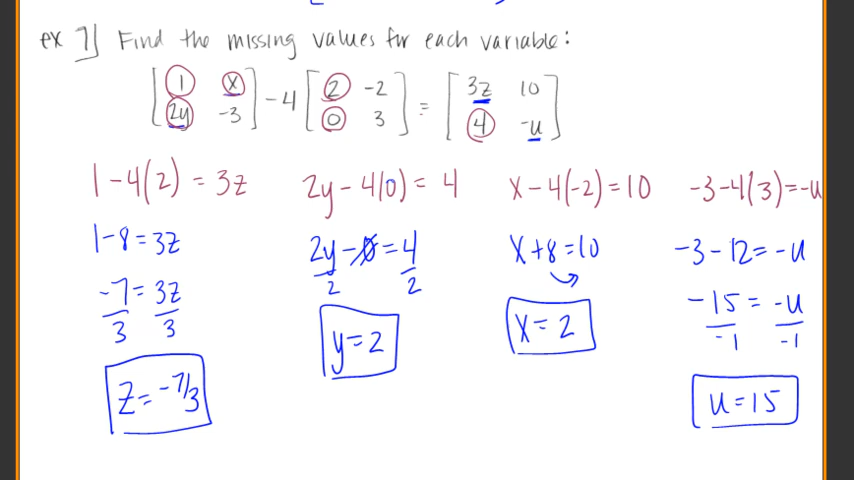 ex 7] Find the missing values for each variable:
[1 x; 2y -3] - 4 [2 -2; 0 3] = [3z 10; 4 -u]
1-4(2) = 3z 2y-4(0) = 4 x-4(-2)=10 -3-4(3)=-u
1-8=3z 2y-0=4 x+8=10 -3-12=-u
2 2
-7=3z -15=-u
3 3 -1 -1
y=2 x=2
z=-7/3 u=15